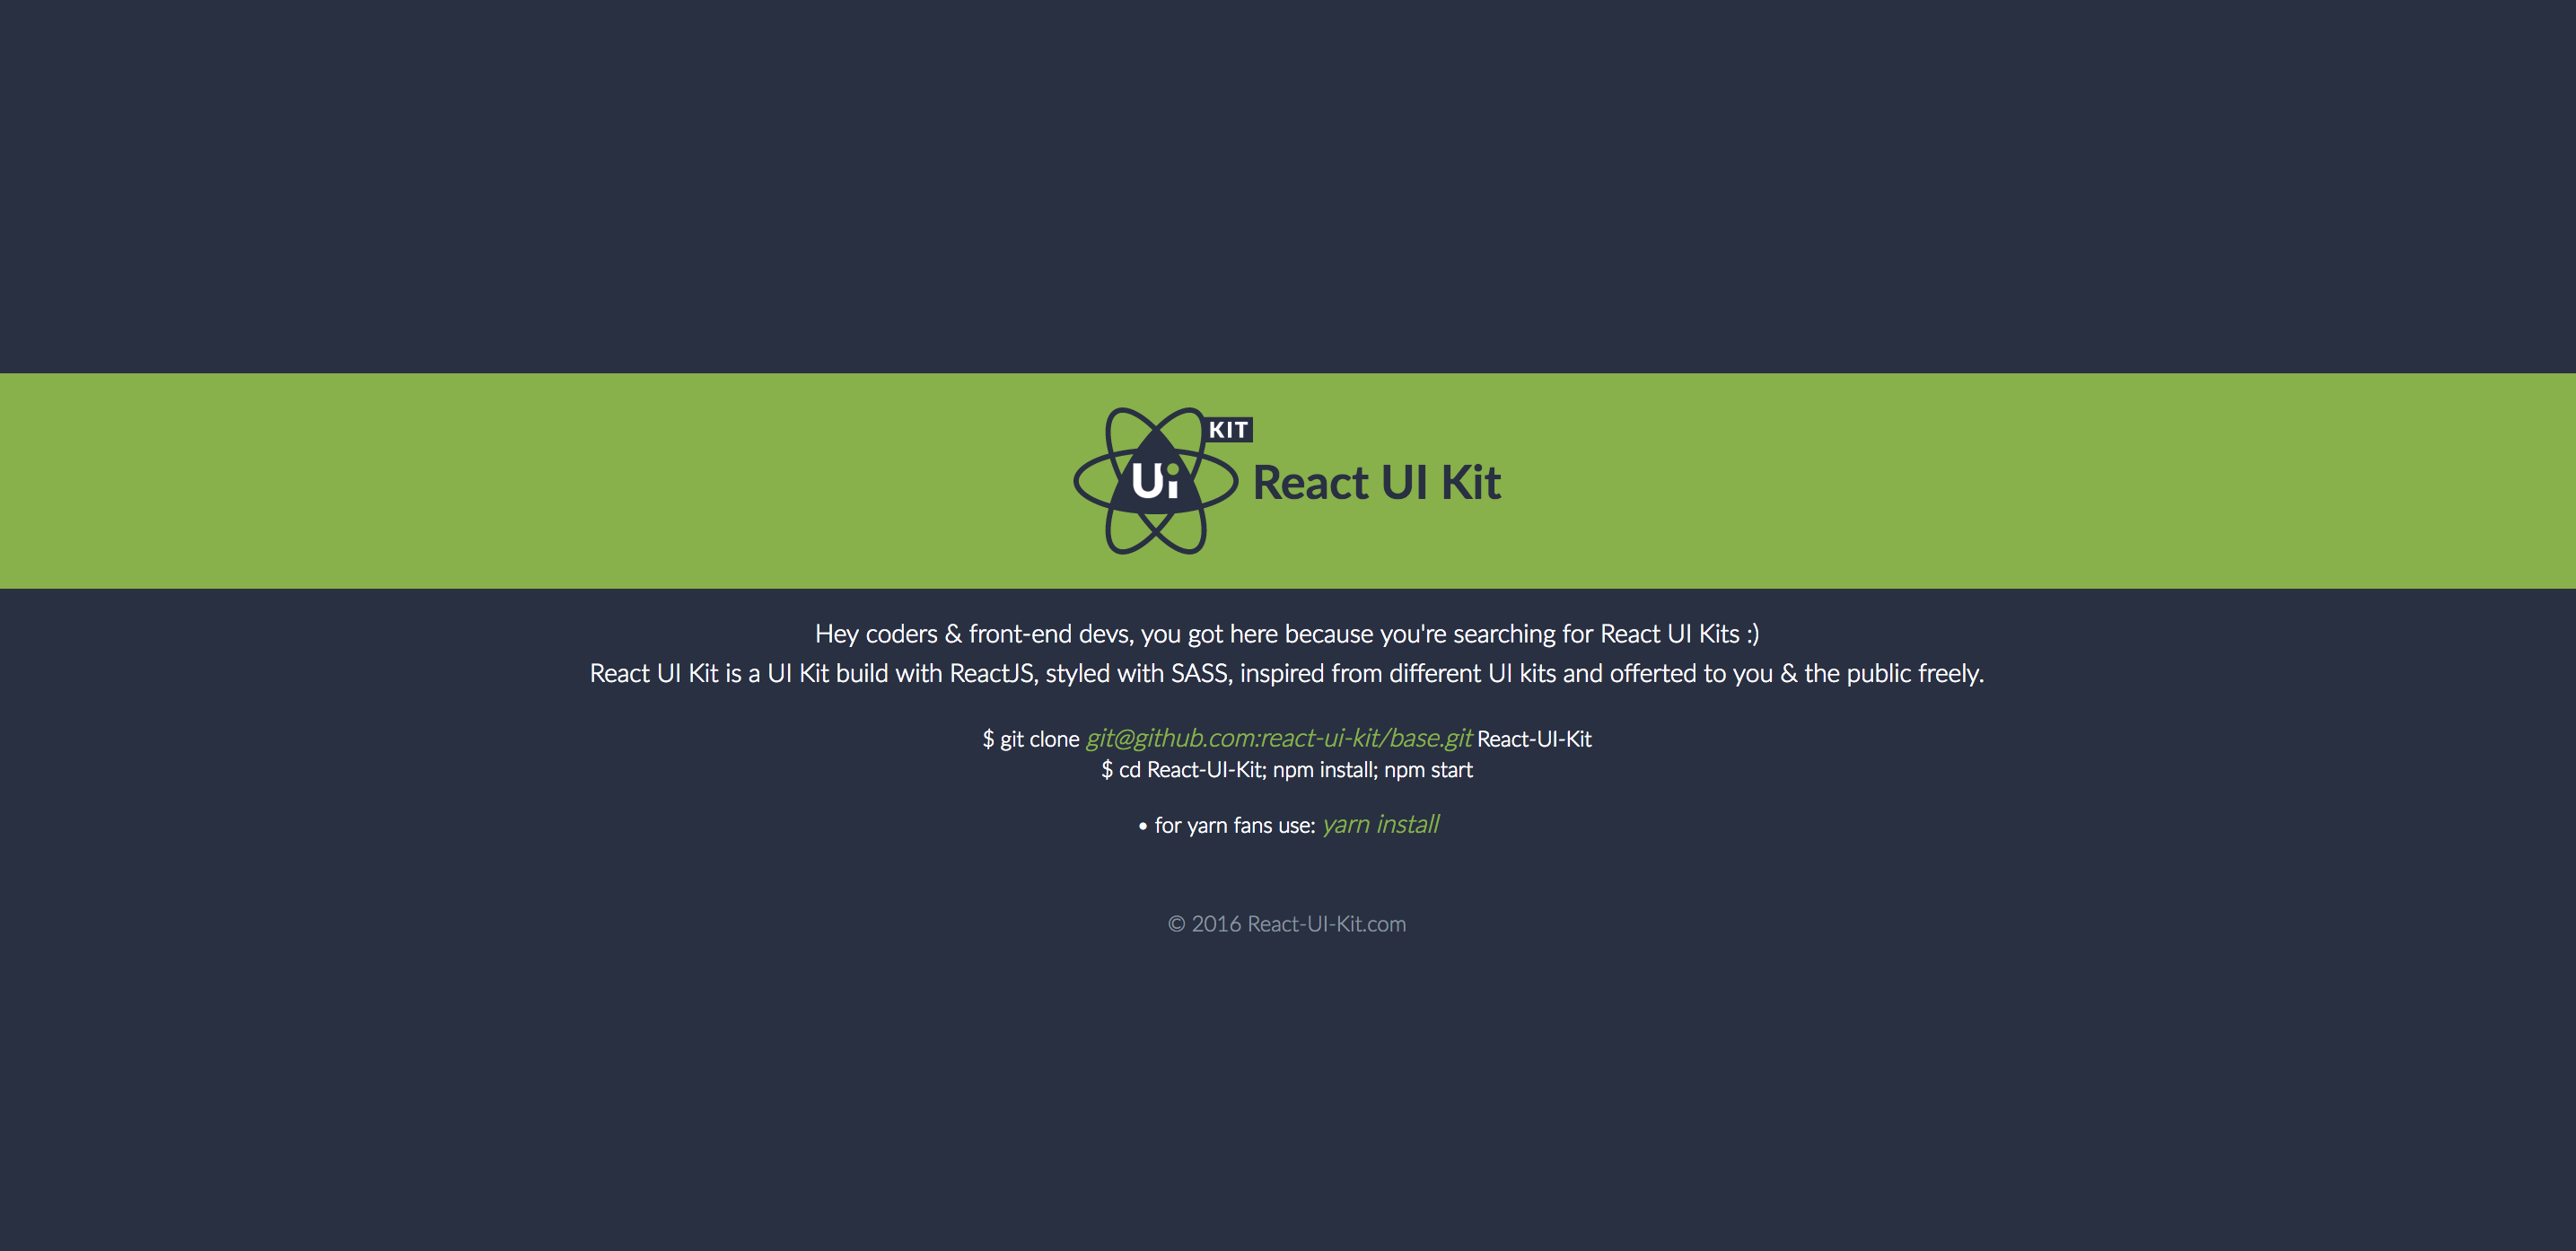 KIT
Ui
React UI Kit
Hey coders & front-end devs, you got here because you're searching for React UI Kits :)
React UI Kit is a UI Kit build with ReactJS, styled with SASS, inspired from different UI kits and offerted to you & the public freely.
$ git clone git@github.com:react-ui-kit/base.git React-UI-Kit
$ cd React-UI-Kit; npm install; npm start
• for yarn fans use: yarn install
© 2016 React-UI-Kit.com